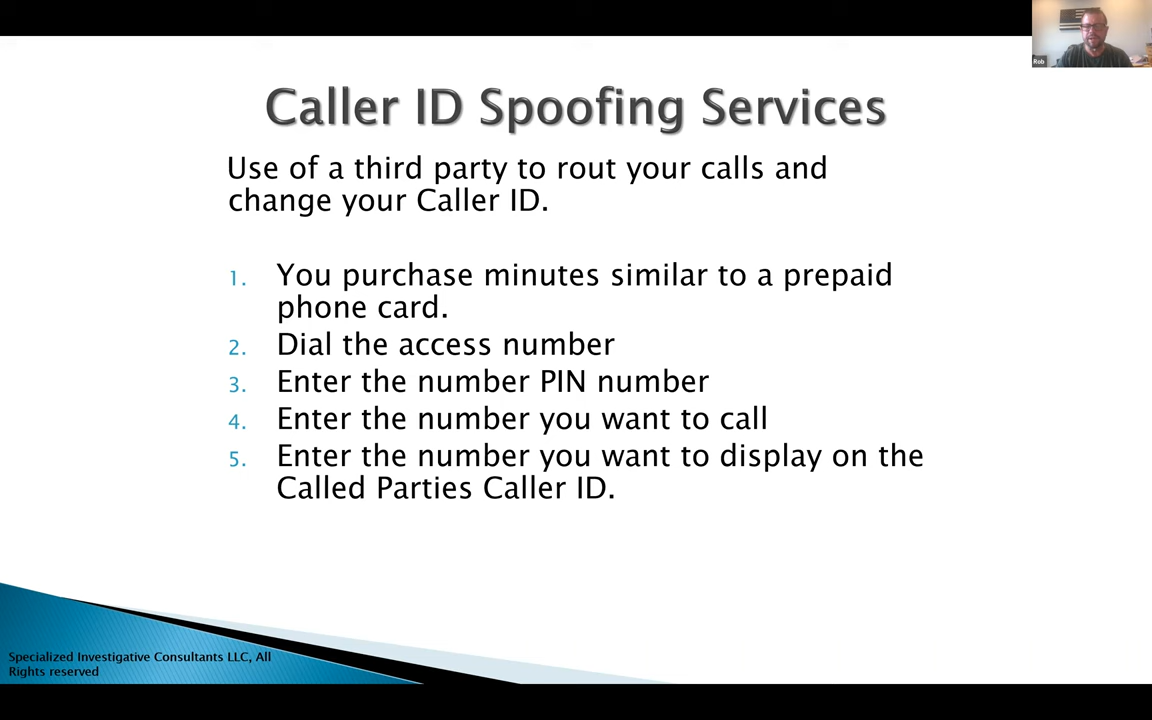 Rob
Caller ID Spoofing Services
Use of a third party to rout your calls and
change your Caller ID.
1. You purchase minutes similar to a prepaid
phone card.
2. Dial the access number
3. Enter the number PIN number
4. Enter the number you want to call
5. Enter the number you want to display on the
Called Parties Caller ID.
Specialized Investigative Consultants LLC, All
Rights reserved